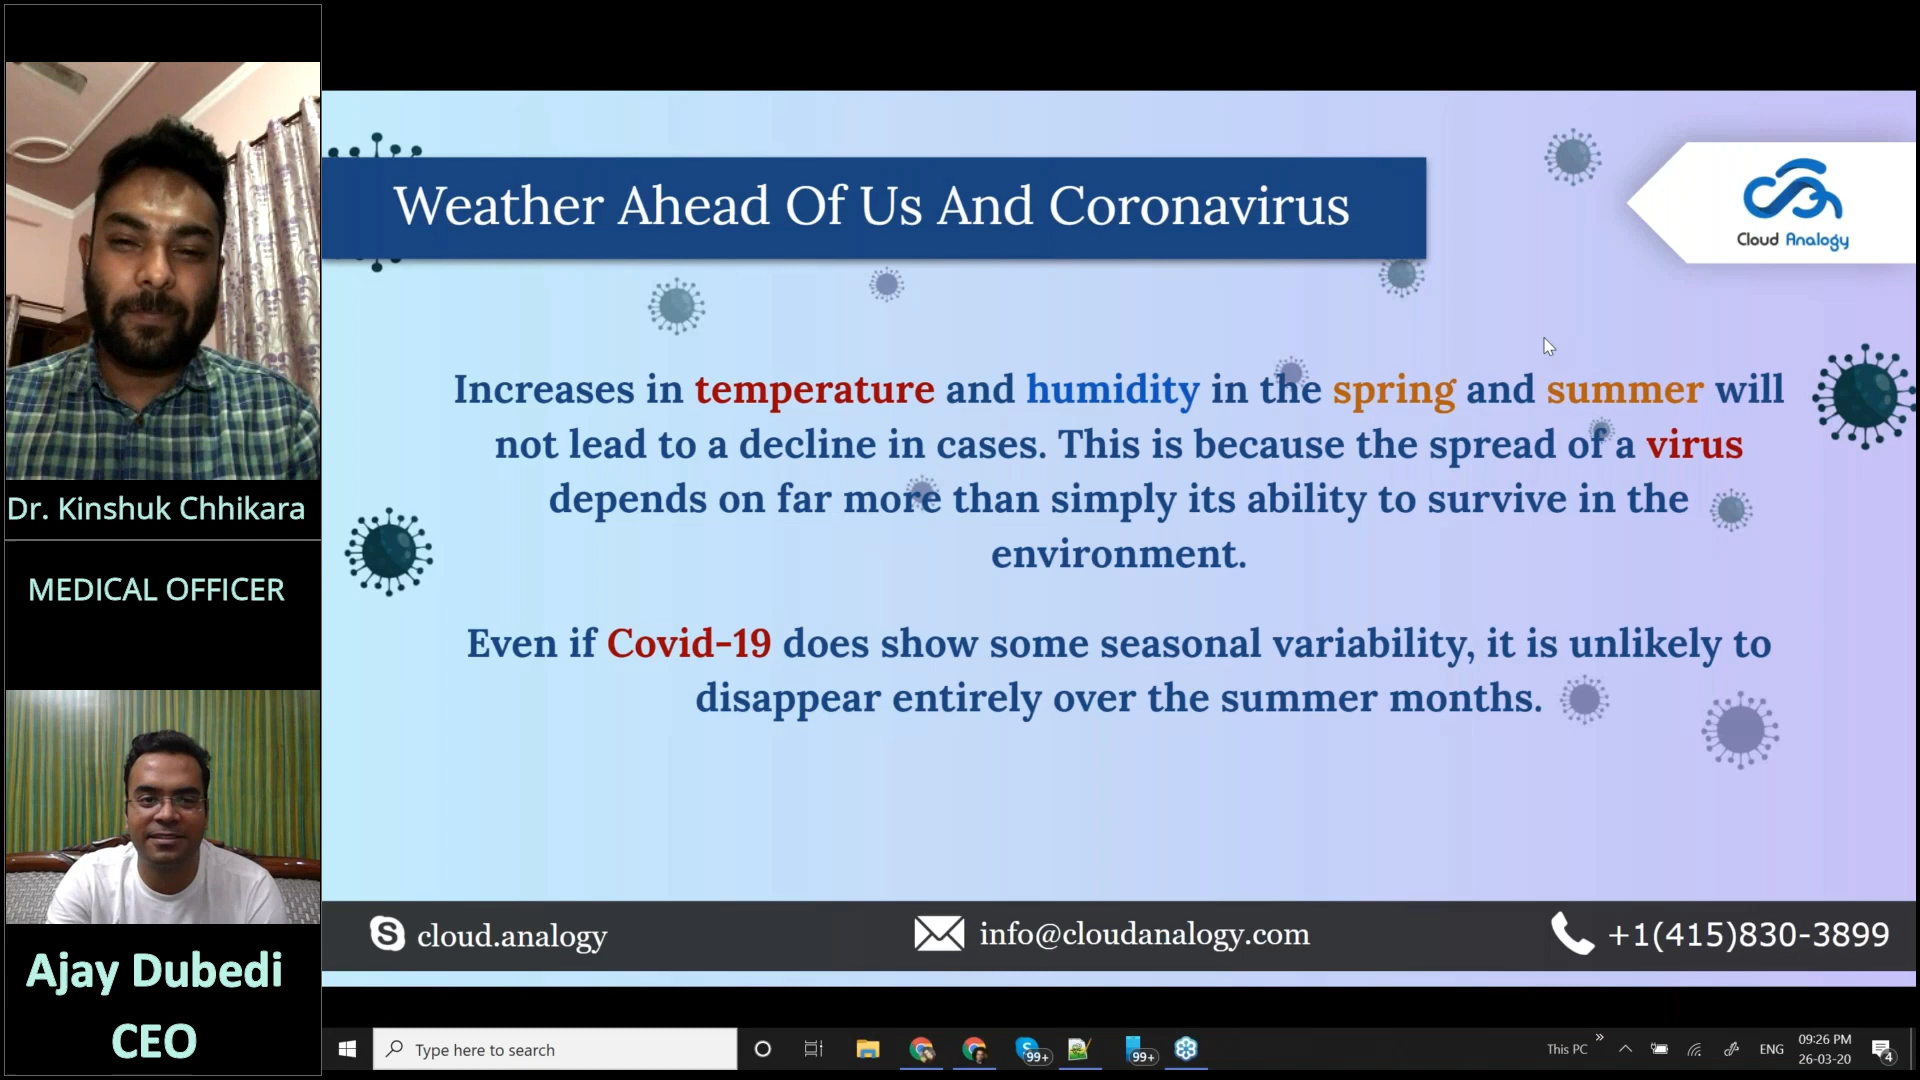 Dr. Kinshuk Chhikara
MEDICAL OFFICER
Ajay Dubedi
CEO
Weather Ahead Of Us And Coronavirus
Cloud Analogy
Increases in temperature and humidity in the spring and summer will
not lead to a decline in cases. This is because the spread of a virus
depends on far more than simply its ability to survive in the
environment.
Even if Covid-19 does show some seasonal variability, it is unlikely to
disappear entirely over the summer months.
S cloud.analogy
info@cloudanalogy.com
+1(415)830-3899
Type here to search
99+
99+
This PC
ENG
09:26 PM
26-03-20
4